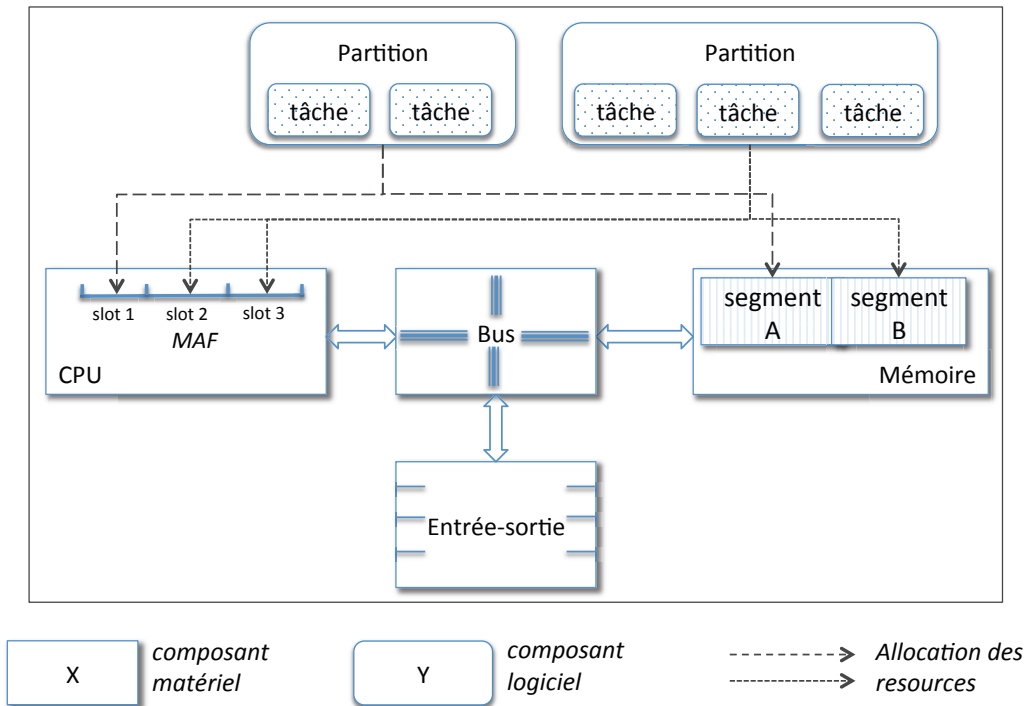 Partition
Partition
tâche
tâche
tâche
tâche
tâche
slot 1
slot 2
slot 3
MAF
CPU
Bus
segment
A
segment
B
Mémoire
Entrée-sortie
X
composant
matériel
Y
composant
logiciel
Allocation des
resources